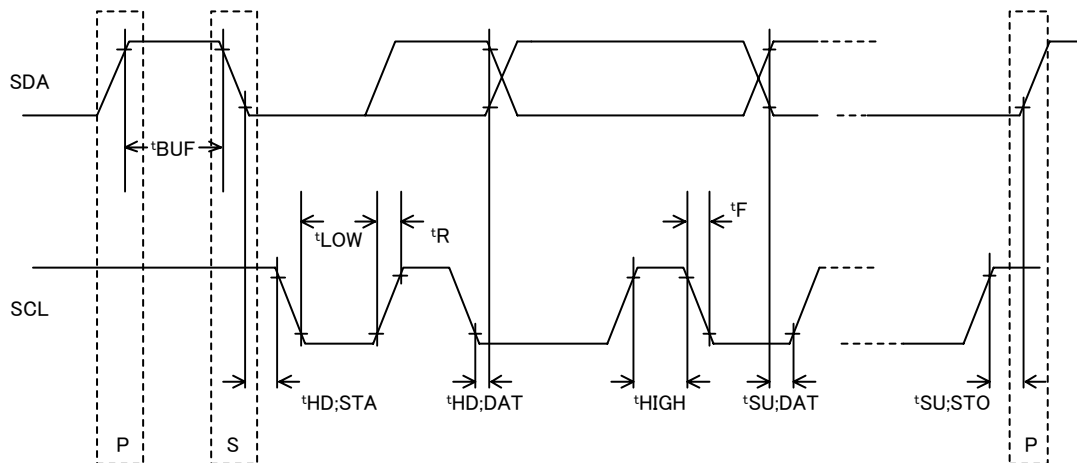 SDA
tBUF
tLOW
tR
tF
SCL
tHD;STA
tHD;DAT
tHIGH
tSU;DAT
tSU;STO
P
S
P